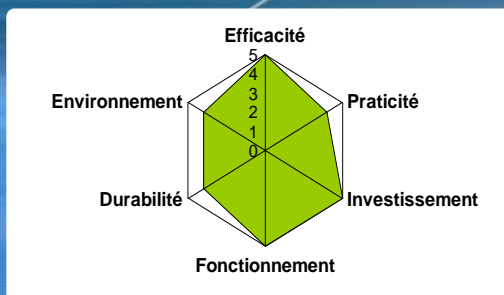 Efficacité
5
4
3
2
1
0
Environnement
Praticité
Durabilité
Investissement
Fonctionnement